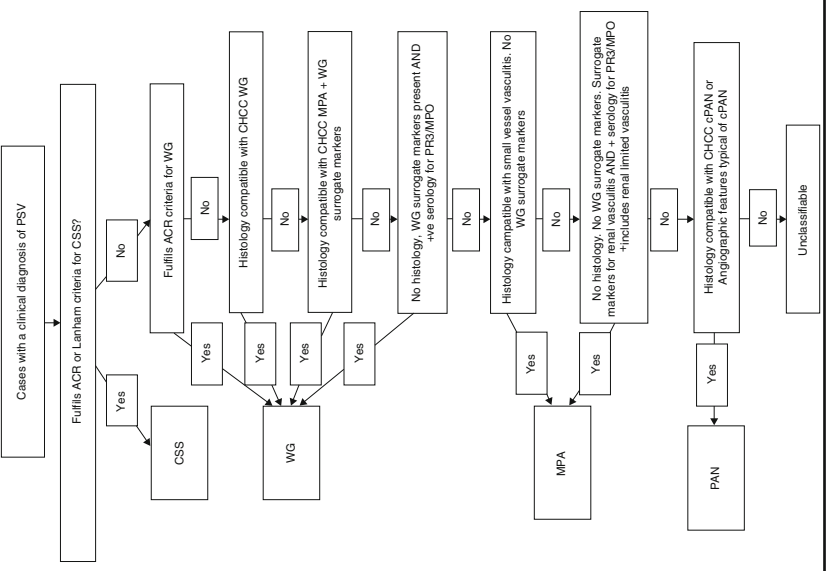 Cases with a clinical diagnosis of PSV
Fulfils ACR or Lanham criteria for CSS?
Yes
No
CSS
Fulfils ACR criteria for WG
Yes
No
Histology compatible with CHCC WG
Yes
No
Histology compatible with CHCC MPA + WG
surrogate markers
Yes
No
No histology, WG surrogate markers present AND
+ve serology for PR3/MPO
Yes
No
WG
Histology campatible with small vessel vasculitis. No
WG surrogate markers
Yes
No
No histology. No WG surrogate markers. Surrogate
markers for renal vasculitis AND + serology for PR3/MPO
+includes renal limited vasculitis
Yes
No
MPA
Histology compatible with CHCC cPAN or
Angiographic features typical of cPAN
Yes
No
PAN
Unclassifiable